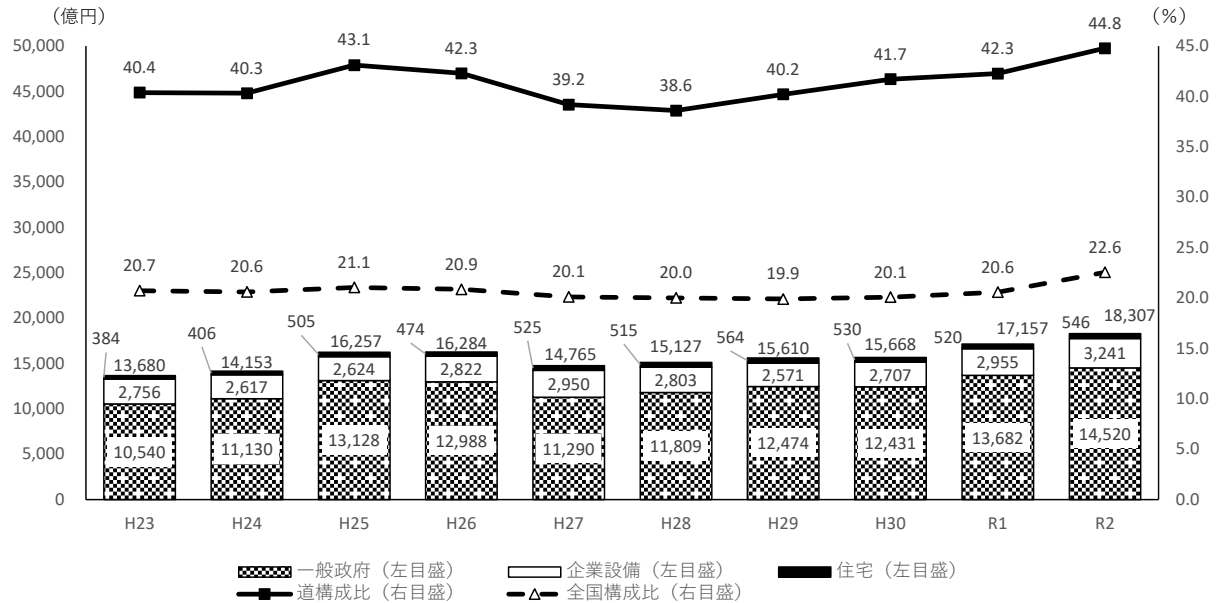 （億円）
（%）
50,000
45,000
40,000
35,000
30,000
25,000
20,000
15,000
10,000
5,000
0
45.0
40.0
35.0
30.0
25.0
20.0
15.0
10.0
5.0
0.0
40.4 40.3 43.1 42.3 39.2 38.6 40.2 41.7 42.3 44.8
20.7 20.6 21.1 20.9 20.1 20.0 19.9 20.1 20.6 22.6
384 406 505 474 525 515 564 530 520 546
13,680 14,153 16,257 16,284 14,765 15,127 15,610 15,668 17,157 18,307
2,756 2,617 2,624 2,822 2,950 2,803 2,571 2,707 2,955 3,241
10,540 11,130 13,128 12,988 11,290 11,809 12,474 12,431 13,682 14,520
H23 H24 H25 H26 H27 H28 H29 H30 R1 R2
一般政府（左目盛） 企業設備（左目盛） 住宅（左目盛）
道構成比（右目盛） 全国構成比（右目盛）